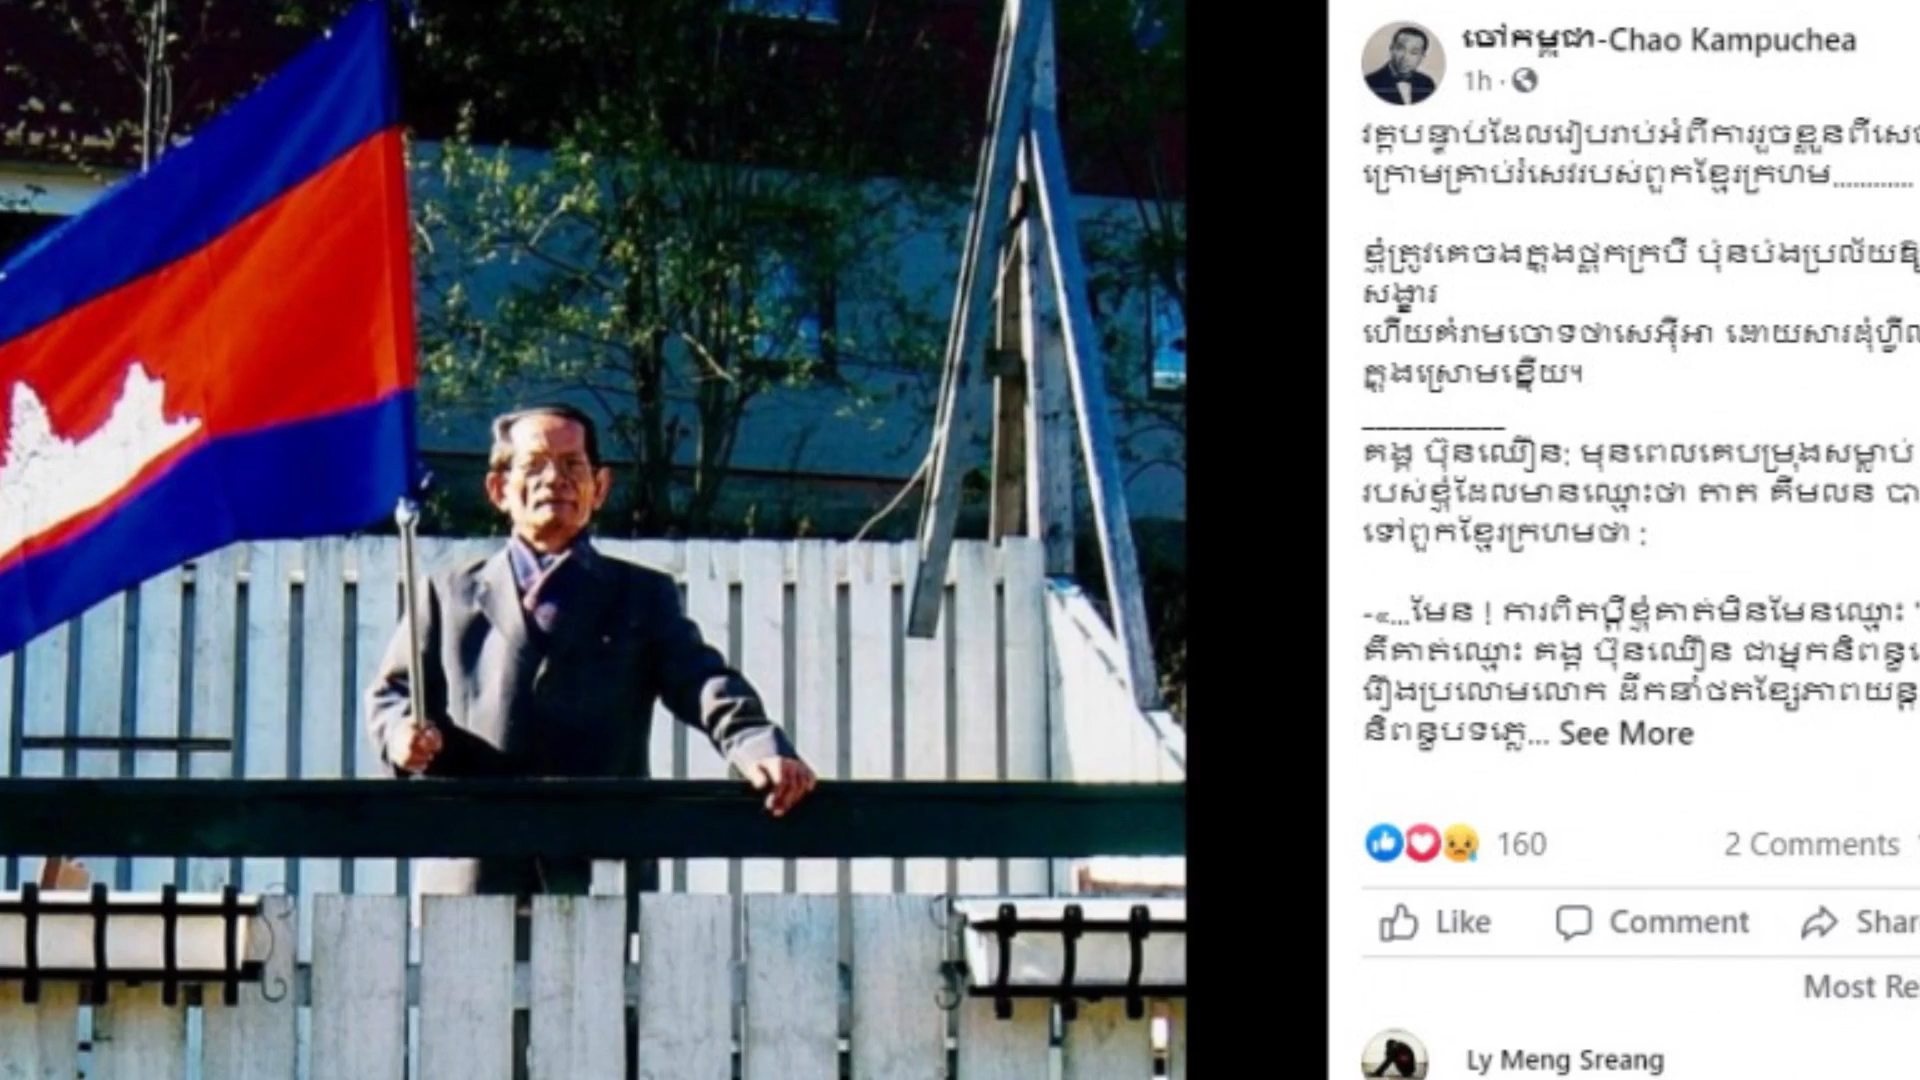 ចៅកម្ពុជា-Chao Kampuchea
1h ·
វគ្គបន្ទាប់ដែលរៀបរាប់អំពីការរួចខ្លួនពី
ក្រោមគ្រាប់រំសេវរបស់ពួកខ្មែរក្រហម............
ខ្ញុំត្រូវគេចងក្នុងថ្លុកក្របី ប៉ុនប៉ងប្រល័យ
សង្ខារ
ហើយគំរាមចោទថាសេអ៊ីអា ដោយសារដុំហ្វីល
ក្នុងស្រោមខ្នើយ។
___________
គង្គ ប៊ុនឈឿន: មុនពេលគេបម្រុងសម្លាប់
របស់ខ្ញុំដែលមានឈ្មោះថា តាត គឹមលន
ទៅពួកខ្មែរក្រហមថា :
-«...មែន ! ការពិតប្តីខ្ញុំគាត់មិនមែនឈ្មោះ
គឺគាត់ឈ្មោះ គង្គ ប៊ុនឈឿន ជាអ្នកនិពន្ធ
រឿងប្រលោមលោក ដឹកនាំថតខ្សែភាពយន្ត
និពន្ធបទភ្លេ... See More
160
2 Comments
Like
Comment
Most
Ly Meng Sreang